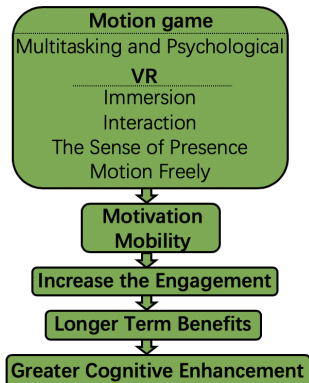 Motion game
Multitasking and Psychological
VR
Immersion
Interaction
The Sense of Presence
Motion Freely
Motivation
Mobility
Increase the Engagement
Longer Term Benefits
Greater Cognitive Enhancement